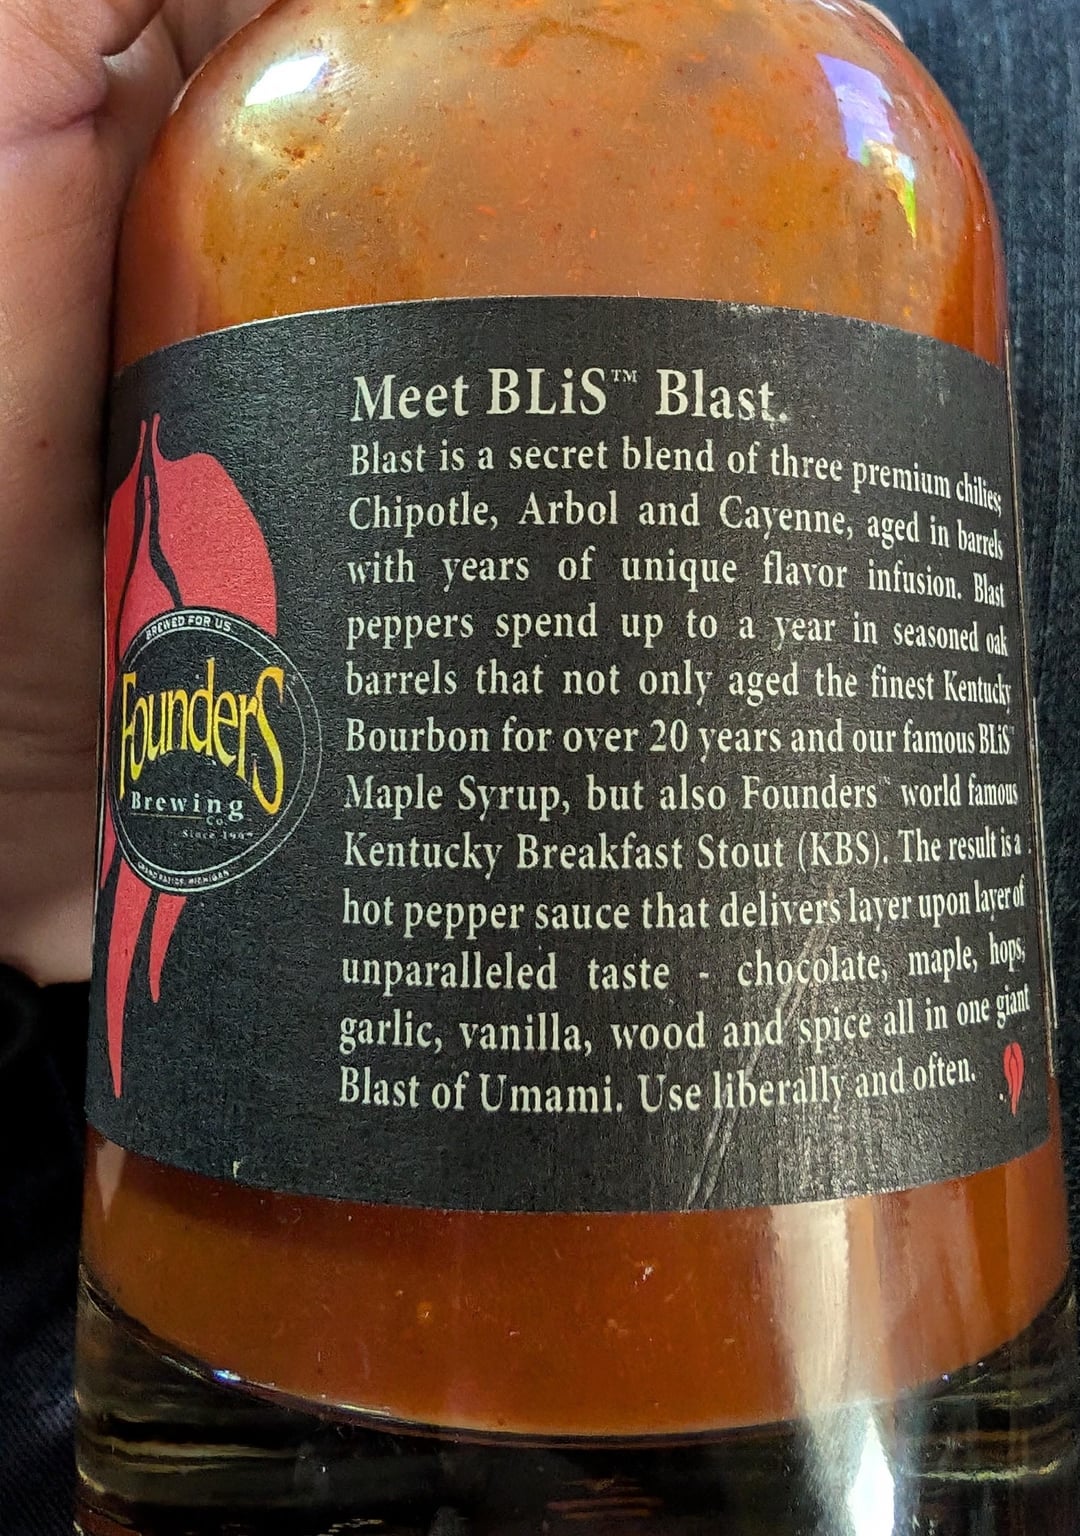 Meet BLiS™ Blast.
Blast is a secret blend of three premium chilies;
Chipotle, Arbol and Cayenne, aged in barrels
with years of unique flavor infusion. Blast
peppers spend up to a year in seasoned oak
barrels that not only aged the finest Kentucky
Bourbon for over 20 years and our famous BLiS™
Maple Syrup, but also Founders™ world famous
Kentucky Breakfast Stout (KBS). The result is a
hot pepper sauce that delivers layer upon layer of
unparalleled taste - chocolate, maple, hops,
garlic, vanilla, wood and spice all in one giant
Blast of Umami. Use liberally and often.
BREWED FOR US
Founders
Brewing
Co
Since
GRAND RAPIDS, MICHIGAN